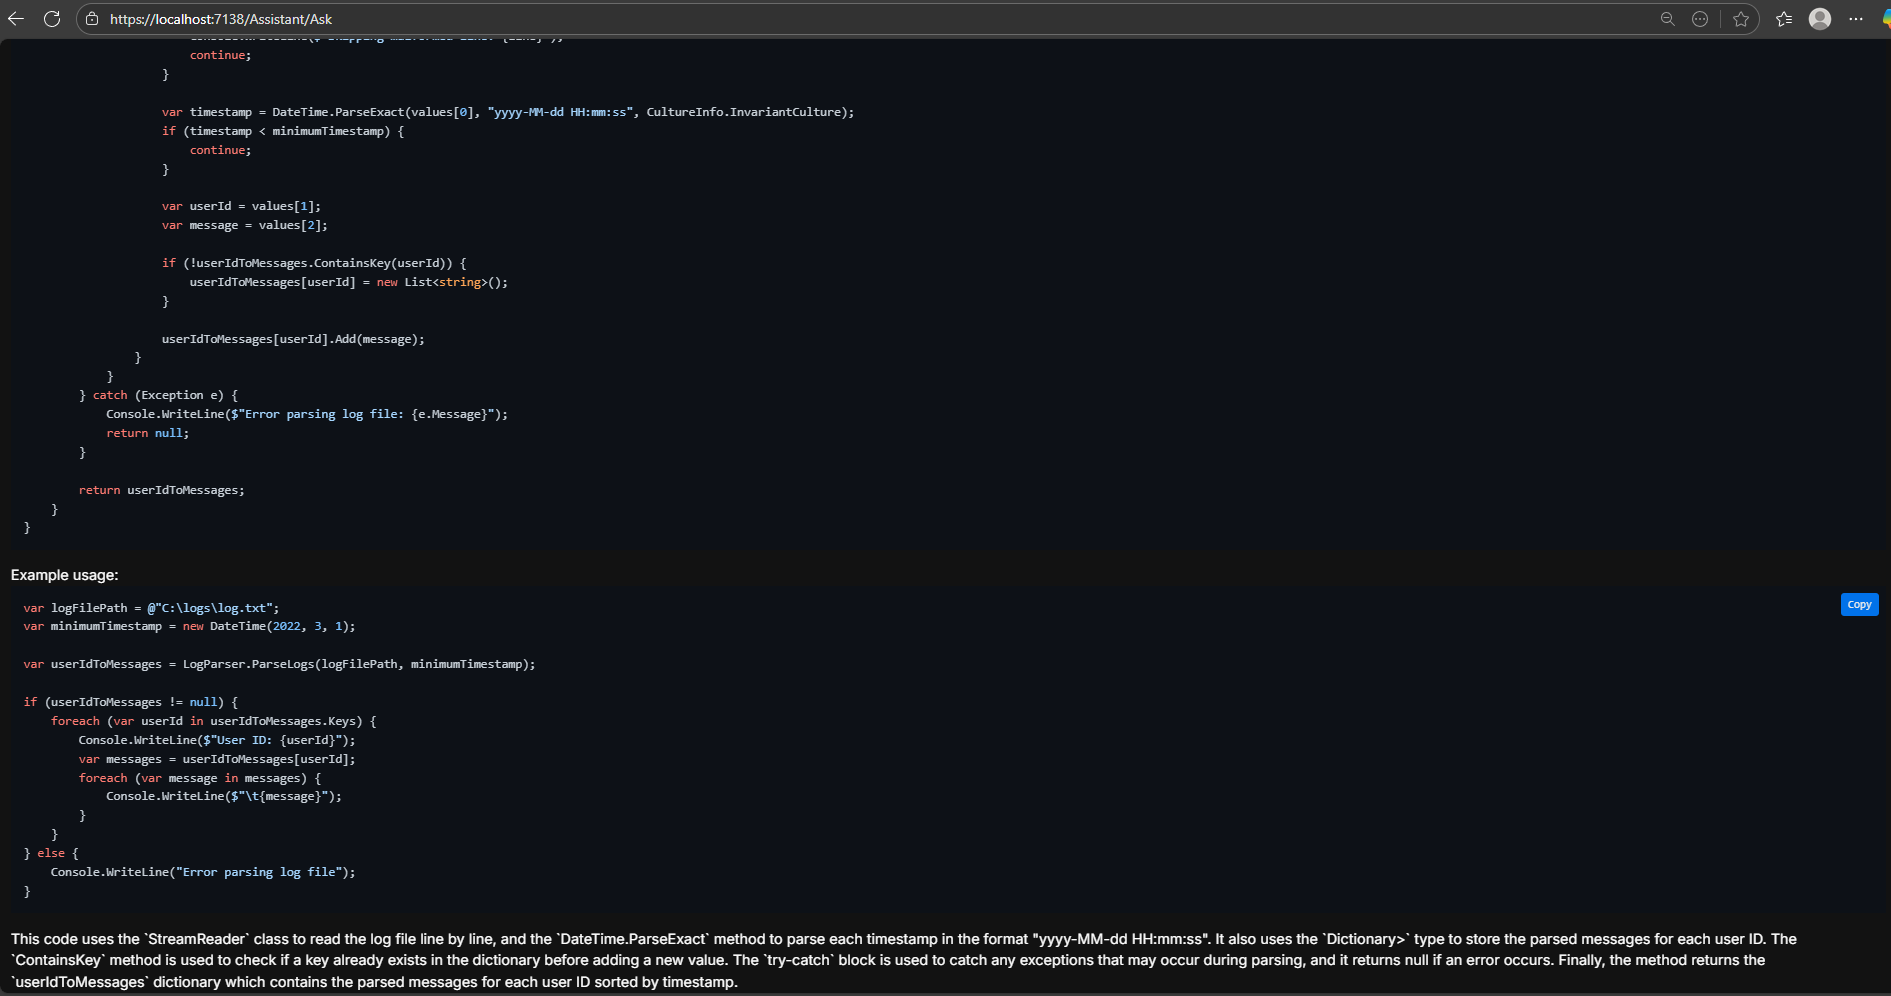 https://localhost:7138/Assistant/Ask
continue;
}
var timestamp = DateTime.ParseExact(values[0], "yyyy-MM-dd HH:mm:ss", CultureInfo.InvariantCulture);
if (timestamp < minimumTimestamp) {
continue;
}
var userId = values[1];
var message = values[2];
if (!userIdToMessages.ContainsKey(userId)) {
userIdToMessages[userId] = new List<string>();
}
userIdToMessages[userId].Add(message);
}
}
} catch (Exception e) {
Console.WriteLine($"Error parsing log file: {e.Message}");
return null;
}
return userIdToMessages;
}
}
Example usage:
Copy
var logFilePath = @"C:\logs\log.txt";
var minimumTimestamp = new DateTime(2022, 3, 1);
var userIdToMessages = LogParser.ParseLogs(logFilePath, minimumTimestamp);
if (userIdToMessages != null) {
foreach (var userId in userIdToMessages.Keys) {
Console.WriteLine($"User ID: {userId}");
var messages = userIdToMessages[userId];
foreach (var message in messages) {
Console.WriteLine($"\t{message}");
}
}
} else {
Console.WriteLine("Error parsing log file");
}
This code uses the `StreamReader` class to read the log file line by line, and the `DateTime.ParseExact` method to parse each timestamp in the format "yyyy-MM-dd HH:mm:ss". It also uses the `Dictionary>` type to store the parsed messages for each user ID. The
`ContainsKey` method is used to check if a key already exists in the dictionary before adding a new value. The `try-catch` block is used to catch any exceptions that may occur during parsing, and it returns null if an error occurs. Finally, the method returns the
`userIdToMessages` dictionary which contains the parsed messages for each user ID sorted by timestamp.